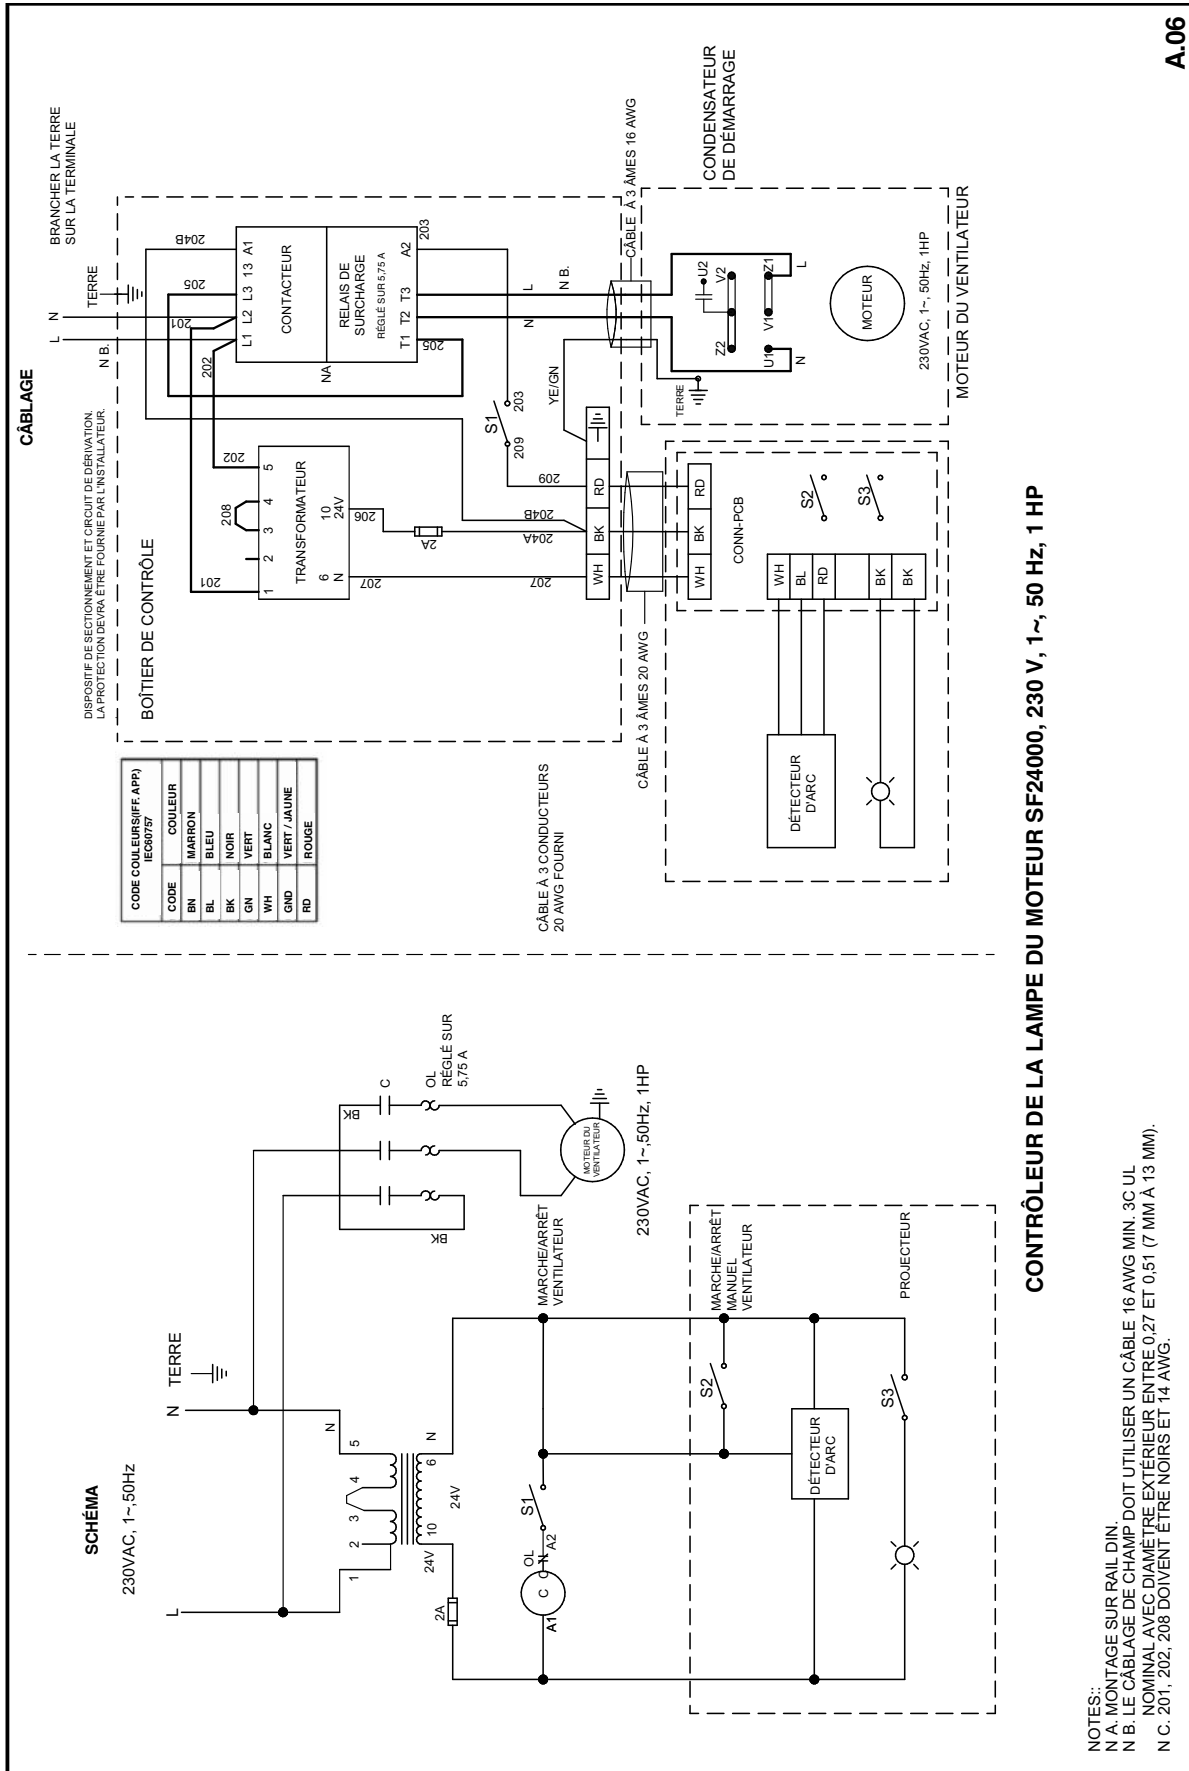 A.06
CÂBLAGE
L
N
N B.
TERRE
BRANCHER LA TERRE
SUR LA TERMINALE
DISPOSITIF DE SECTIONNEMENT ET CIRCUIT DE DÉRIVATION.
LA PROTECTION DEVRA ÊTRE FOURNIE PAR L'INSTALLATEUR.
BOÎTIER DE CONTRÔLE
201
202
205
204B
L1
L2
L3
13
A1
CONTACTEUR
RELAIS DE
SURCHARGE
RÉGLÉ SUR 5,75 A
NA
T1
T2
T3
A2
205
203
201
208
202
1
2
3
4
5
TRANSFORMATEUR
6
N
10
24V
207
206
2A
S1
209
203
207
204A
204B
209
YE/GN
N
L
N B.
WH
BK
RD
CÂBLE À 3 ÂMES 16 AWG
CÂBLE À 3 ÂMES 20 AWG
CÂBLE À 3 CONDUCTEURS
20 AWG FOURNI
WH
BK
RD
CONN-PCB
S2
S3
WH
BL
RD
BK
BK
DÉTECTEUR
D'ARC
TERRE
CONDENSATEUR
DE DÉMARRAGE
Z2
U2
V2
U1
V1
Z1
N
L
MOTEUR
230VAC, 1~, 50Hz, 1HP
MOTEUR DU VENTILATEUR
CODE COULEURS(IFF. APP.)
IEC60757
CODE COULEUR
BN MARRON
BL BLEU
BK NOIR
GN VERT
WH BLANC
GND VERT / JAUNE
RD ROUGE
SCHÉMA
230VAC, 1~,50Hz
L
N
TERRE
1
2
3
4
5
N
24V
10
24V
6
N
2A
BK
BK
C
OL
RÉGLÉ SUR
5,75 A
MOTEUR DU
VENTILATEUR
230VAC, 1~,50Hz, 1HP
A1
C
OL
A2
S1
MARCHE/ARRÊT
VENTILATEUR
S2
MARCHE/ARRÊT
MANUEL
VENTILATEUR
DÉTECTEUR
D'ARC
S3
PROJECTEUR
CONTRÔLEUR DE LA LAMPE DU MOTEUR SF24000, 230 V, 1~, 50 Hz, 1 HP
NOTES::
N A. MONTAGE SUR RAIL DIN.
N B. LE CÂBLAGE DE CHAMP DOIT UTILISER UN CÂBLE 16 AWG MIN. 3C UL
NOMINAL AVEC DIAMÈTRE EXTÉRIEUR ENTRE 0,27 ET 0,51 (7 MM À 13 MM).
N C. 201, 202, 208 DOIVENT ÊTRE NOIRS ET 14 AWG.